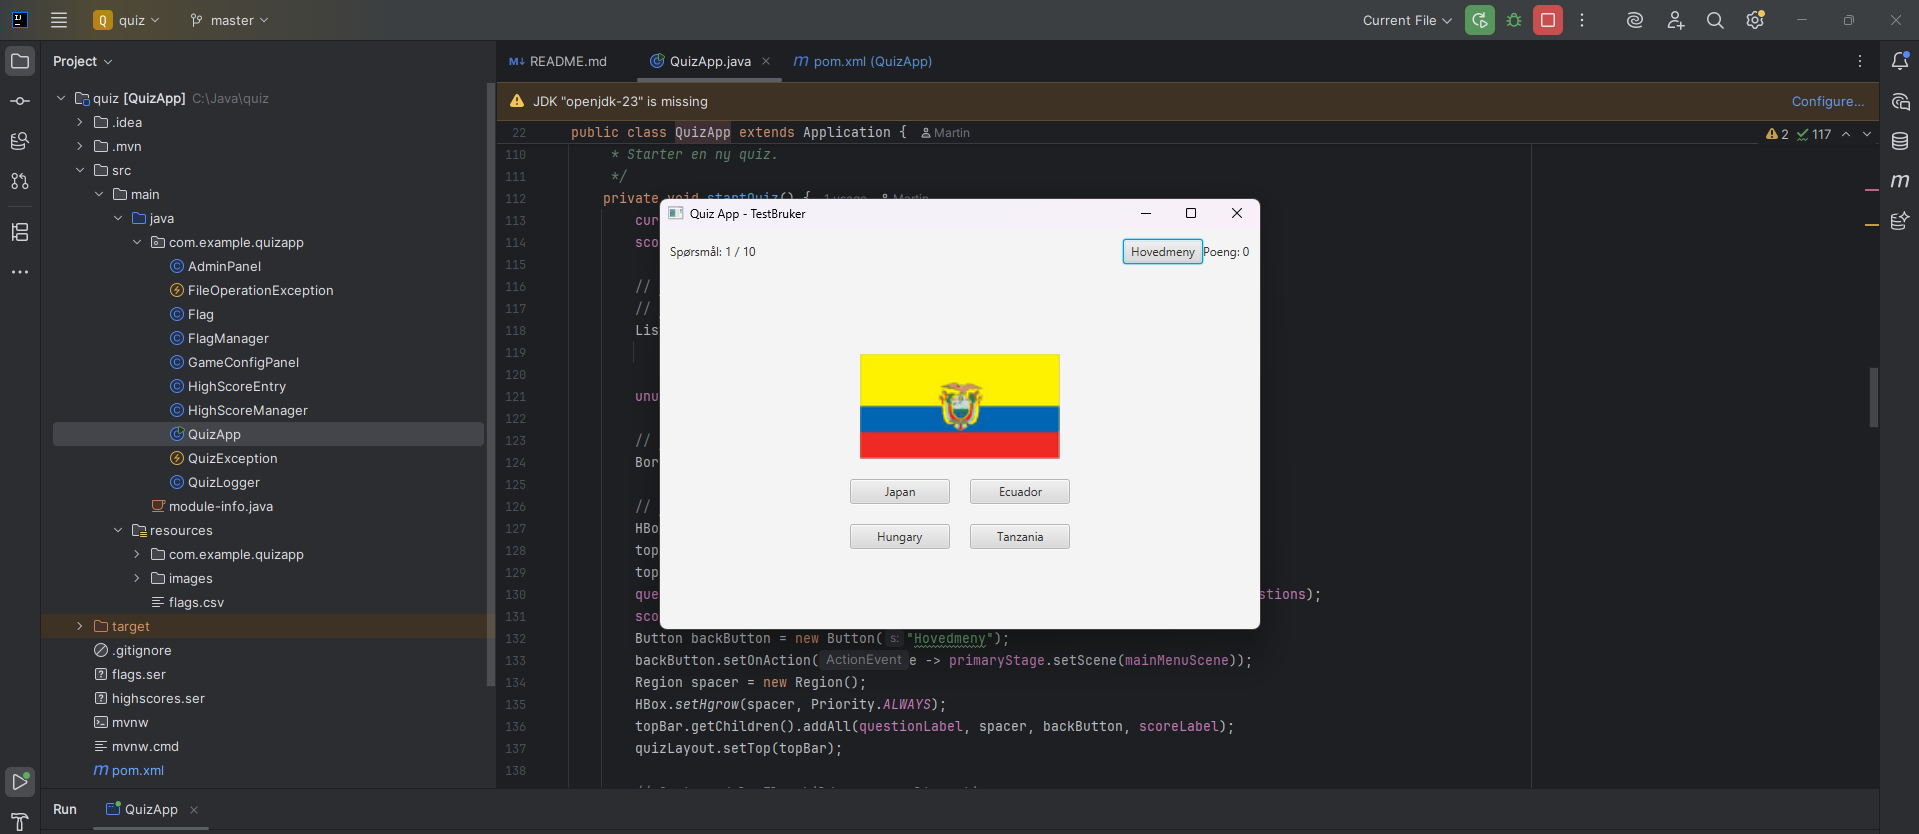 quiz
master
Current File
Project
README.md
QuizApp.java
pom.xml (QuizApp)
JDK "openjdk-23" is missing
Configure...
quiz [QuizApp] C:\Java\quiz
.idea
.mvn
src
main
java
com.example.quizapp
AdminPanel
FileOperationException
Flag
FlagManager
GameConfigPanel
HighScoreEntry
HighScoreManager
QuizApp
QuizException
QuizLogger
module-info.java
resources
com.example.quizapp
images
flags.csv
target
.gitignore
flags.ser
highscores.ser
mvnw
mvnw.cmd
pom.xml
22 public class QuizApp extends Application { Martin
2 117
110 * Starter en ny quiz.
111 */
112 private void startQuiz() {
113 cur
114 sco
115
116 //
117 //
118 Lis
119
120
121 unu
122
123 //
124 Bor
125
126 //
127 HBo
128 top
129 top
130 que stions);
131 sco
132 Button backButton = new Button( s: "Hovedmeny");
133 backButton.setOnAction( ActionEvent e -> primaryStage.setScene(mainMenuScene));
134 Region spacer = new Region();
135 HBox.setHgrow(spacer, Priority.ALWAYS);
136 topBar.getChildren().addAll(questionLabel, spacer, backButton, scoreLabel);
137 quizLayout.setTop(topBar);
138
Quiz App - TestBruker
Spørsmål: 1 / 10
Hovedmeny Poeng: 0
Japan
Ecuador
Hungary
Tanzania
Run
QuizApp